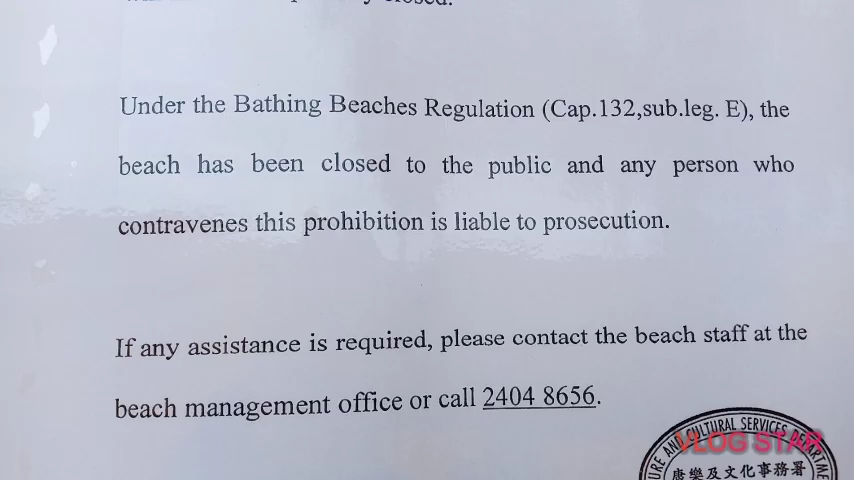 closed.
Under the Bathing Beaches Regulation (Cap.132,sub.leg. E), the
beach has been closed to the public and any person who
contravenes this prohibition is liable to prosecution.
If any assistance is required, please contact the beach staff at the
beach management office or call 2404 8656.
CULTURAL SERVICES
VLOG STAR
康樂及文化事務署